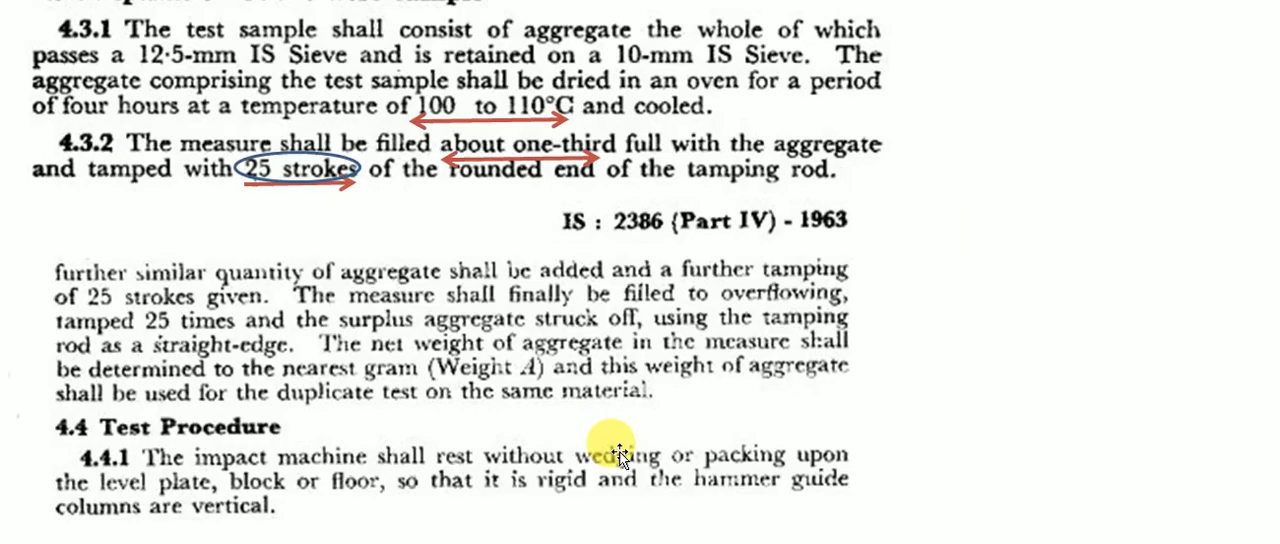 4.3.1 The test sample shall consist of aggregate the whole of which
passes a 12·5-mm IS Sieve and is retained on a 10-mm IS Sieve. The
aggregate comprising the test sample shall be dried in an oven for a period
of four hours at a temperature of 100 to 110°C and cooled.
4.3.2 The measure shall be filled about one-third full with the aggregate
and tamped with 25 strokes of the rounded end of the tamping rod.
IS : 2386 (Part IV) - 1963
further similar quantity of aggregate shall be added and a further tamping
of 25 strokes given. The measure shall finally be filled to overflowing,
tamped 25 times and the surplus aggregate struck off, using the tamping
rod as a straight-edge. The net weight of aggregate in the measure shall
be determined to the nearest gram (Weight A) and this weight of aggregate
shall be used for the duplicate test on the same material.
4.4 Test Procedure
4.4.1 The impact machine shall rest without or packing upon
the level plate, block or floor, so that it is rigid and the hammer guide
columns are vertical.